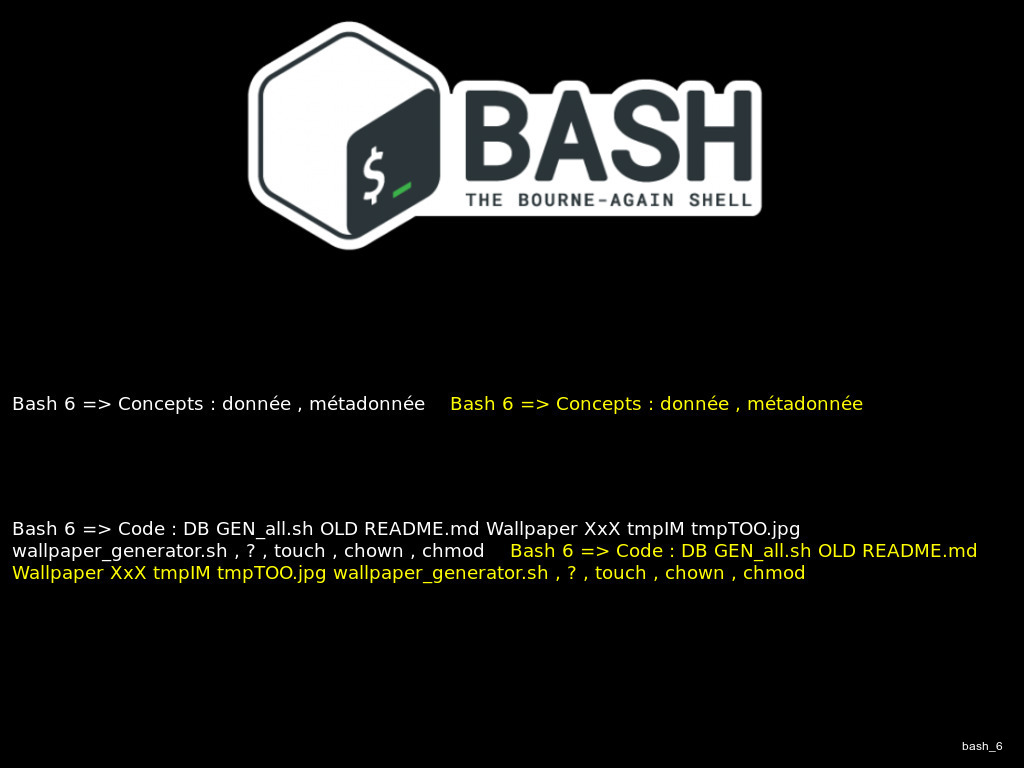 $_
BASH
THE BOURNE-AGAIN SHELL
Bash 6 => Concepts : donnée , métadonnée Bash 6 => Concepts : donnée , métadonnée
Bash 6 => Code : DB GEN_all.sh OLD README.md Wallpaper XxX tmpIM tmpTOO.jpg
wallpaper_generator.sh , ? , touch , chown , chmod Bash 6 => Code : DB GEN_all.sh OLD README.md
Wallpaper XxX tmpIM tmpTOO.jpg wallpaper_generator.sh , ? , touch , chown , chmod
bash_6